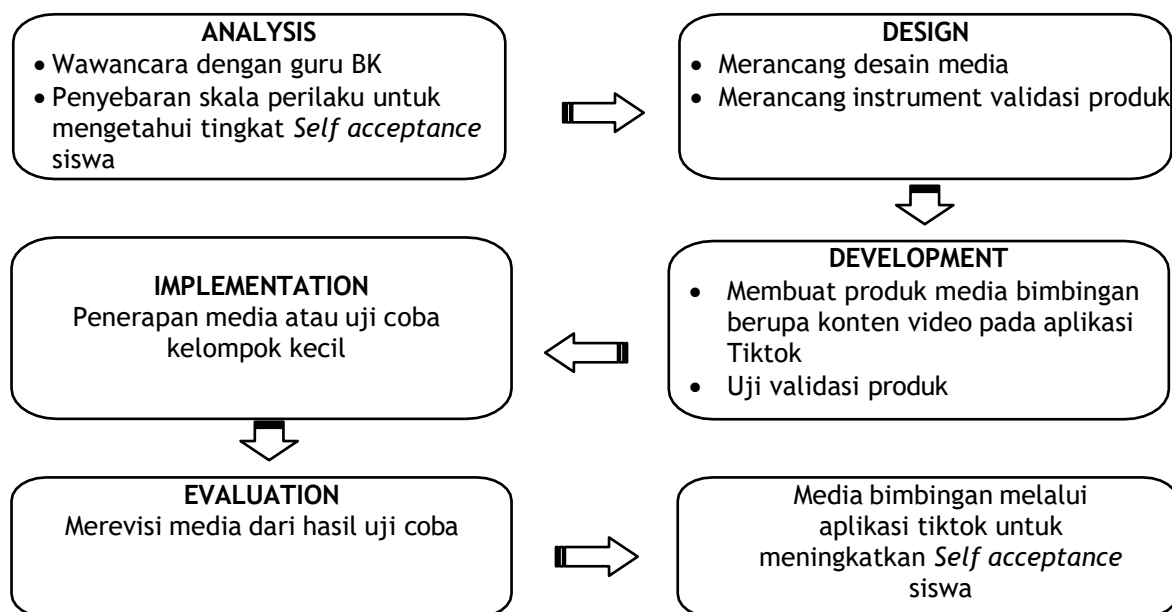 ANALYSIS
• Wawancara dengan guru BK
• Penyebaran skala perilaku untuk
mengetahui tingkat Self acceptance
siswa
DESIGN
• Merancang desain media
• Merancang instrument validasi produk
DEVELOPMENT
• Membuat produk media bimbingan
berupa konten video pada aplikasi
Tiktok
• Uji validasi produk
IMPLEMENTATION
Penerapan media atau uji coba
kelompok kecil
EVALUATION
Merevisi media dari hasil uji coba
Media bimbingan melalui
aplikasi tiktok untuk
meningkatkan Self acceptance
siswa